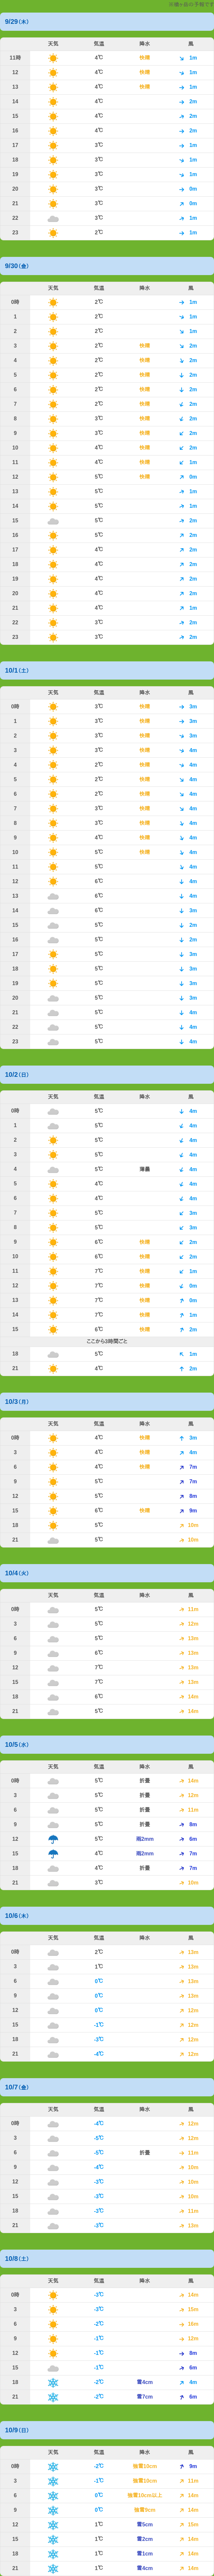 9/29(木)
天気 気温 降水 風
11時 4℃ 快晴 1m
12 4℃ 快晴 1m
13 4℃ 快晴 1m
14 4℃ 2m
15 4℃ 2m
16 4℃ 2m
17 3℃ 1m
18 3℃ 1m
19 3℃ 1m
20 3℃ 0m
21 3℃ 0m
22 3℃ 1m
23 2℃ 1m
9/30(金)
天気 気温 降水 風
0時 2℃ 1m
1 2℃ 1m
2 2℃ 1m
3 2℃ 快晴 2m
4 2℃ 快晴 2m
5 2℃ 快晴 2m
6 2℃ 快晴 2m
7 2℃ 快晴 2m
8 3℃ 快晴 2m
9 3℃ 快晴 2m
10 4℃ 快晴 2m
11 4℃ 快晴 1m
12 5℃ 快晴 0m
13 5℃ 1m
14 5℃ 1m
15 5℃ 2m
16 5℃ 2m
17 4℃ 2m
18 4℃ 2m
19 4℃ 2m
20 4℃ 2m
21 4℃ 1m
22 3℃ 2m
23 3℃ 2m
10/1(土)
天気 気温 降水 風
0時 3℃ 快晴 3m
1 3℃ 快晴 3m
2 3℃ 快晴 3m
3 3℃ 快晴 4m
4 2℃ 快晴 4m
5 2℃ 快晴 4m
6 2℃ 快晴 4m
7 3℃ 快晴 4m
8 3℃ 快晴 4m
9 4℃ 快晴 4m
10 5℃ 快晴 4m
11 5℃ 4m
12 6℃ 4m
13 6℃ 4m
14 6℃ 3m
15 5℃ 2m
16 5℃ 2m
17 5℃ 3m
18 5℃ 3m
19 5℃ 3m
20 5℃ 3m
21 5℃ 4m
22 5℃ 4m
23 5℃ 4m
10/2(日)
天気 気温 降水 風
0時 5℃ 4m
1 5℃ 4m
2 5℃ 4m
3 5℃ 4m
4 5℃ 薄曇 4m
5 4℃ 4m
6 4℃ 4m
7 5℃ 3m
8 5℃ 3m
9 6℃ 快晴 2m
10 6℃ 快晴 2m
11 7℃ 快晴 1m
12 7℃ 快晴 0m
13 7℃ 快晴 0m
14 7℃ 快晴 1m
15 6℃ 快晴 2m
ここから3時間ごと
18 5℃ 1m
21 4℃ 2m
10/3(月)
天気 気温 降水 風
0時 4℃ 快晴 3m
3 4℃ 快晴 4m
6 4℃ 快晴 7m
9 5℃ 7m
12 5℃ 8m
15 6℃ 快晴 9m
18 5℃ 10m
21 5℃ 10m
10/4(火)
天気 気温 降水 風
0時 5℃ 11m
3 5℃ 12m
6 5℃ 13m
9 6℃ 13m
12 7℃ 13m
15 7℃ 13m
18 6℃ 14m
21 5℃ 14m
10/5(水)
天気 気温 降水 風
0時 5℃ 14m
3 5℃ 12m
6 5℃ 11m
9 5℃ 8m
12 5℃ 雨2mm 6m
15 4℃ 雨2mm 7m
18 4℃ 7m
21 3℃ 10m
10/6(木)
天気 気温 降水 風
0時 2℃ 13m
3 1℃ 13m
6 0℃ 13m
9 0℃ 13m
12 0℃ 12m
15 -1℃ 12m
18 -3℃ 12m
21 -4℃ 12m
10/7(金)
天気 気温 降水 風
0時 -4℃ 12m
3 -5℃ 12m
6 -5℃ 11m
9 -4℃ 10m
12 -3℃ 10m
15 -3℃ 10m
18 -3℃ 11m
21 -3℃ 13m
10/8(土)
天気 気温 降水 風
0時 -3℃ 14m
3 -3℃ 15m
6 -2℃ 16m
9 -1℃ 12m
12 -1℃ 8m
15 -1℃ 6m
18 -2℃ 雪4cm 4m
21 -2℃ 雪7cm 6m
10/9(日)
天気 気温 降水 風
0時 -2℃ 強雪10cm 9m
3 -1℃ 強雪10cm 11m
6 0℃ 強雪10cm以上 14m
9 0℃ 強雪9cm 14m
12 1℃ 雪5cm 15m
15 1℃ 雪2cm 14m
18 1℃ 雪1cm 14m
21 1℃ 雪4cm 14m